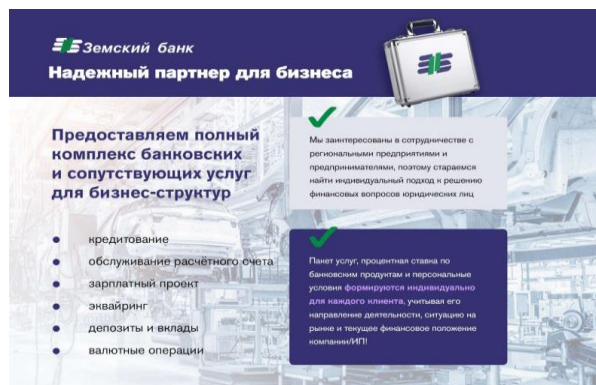 Земский банк
Надежный партнер для бизнеса
Предоставляем полный
комплекс банковских
и сопутствующих услуг
для бизнес-структур
кредитование
обслуживание расчётного счета
зарплатный проект
эквайринг
депозиты и вклады
валютные операции
Мы заинтересованы в сотрудничестве с
региональными предприятиями и
предпринимателями, поэтому стараемся
найти индивидуальный подход к решению
финансовых вопросов юридических лиц
Пакет услуг, процентная ставка по
банковским продуктам и персональные
условия формируются индивидуально
для каждого клиента, учитывая его
направление деятельности, ситуацию на
рынке и текущее финансовое положение
компании/ИП!